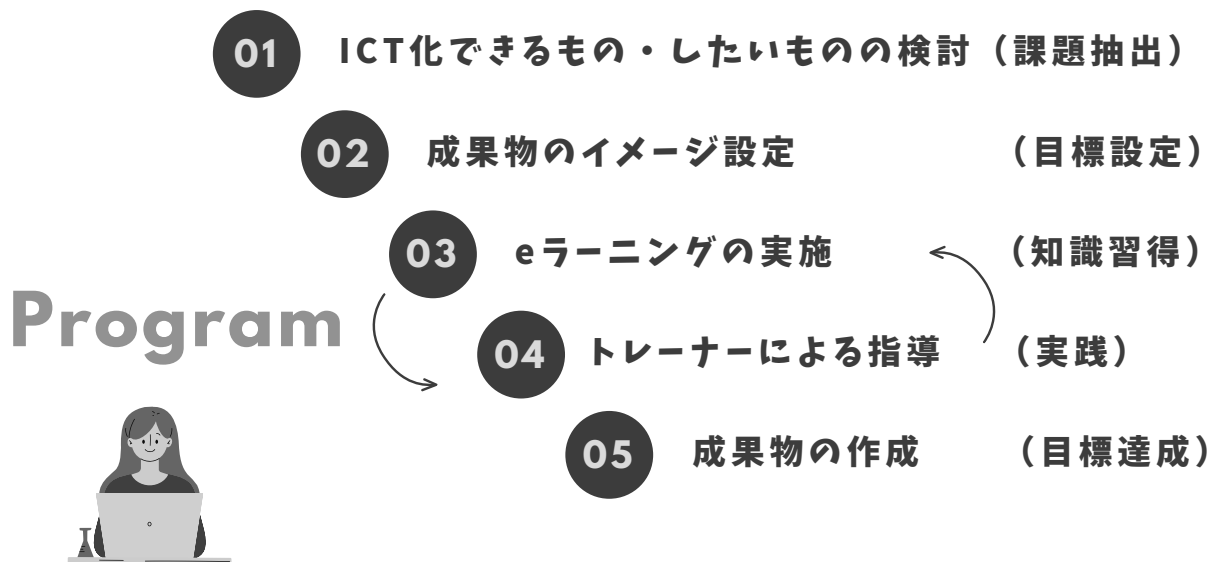 01 ICT化できるもの・したいものの検討（課題抽出）
02 成果物のイメージ設定 （目標設定）
03 eラーニングの実施 （知識習得）
Program
04 トレーナーによる指導 （実践）
05 成果物の作成 （目標達成）